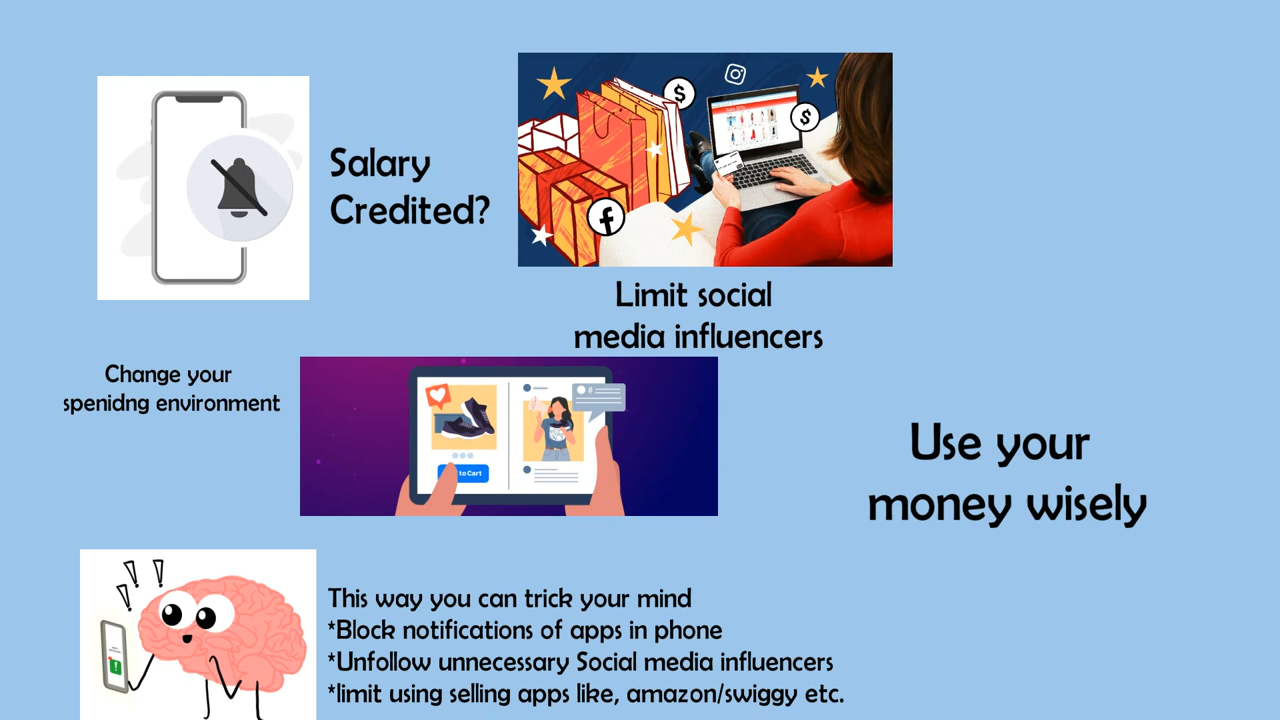 Salary
Credited?
Limit social
media influencers
Change your
spenidng environment
to Cart
Use your
money wisely
This way you can trick your mind
*Block notifications of apps in phone
*Unfollow unnecessary Social media influencers
*limit using selling apps like, amazon/swiggy etc.